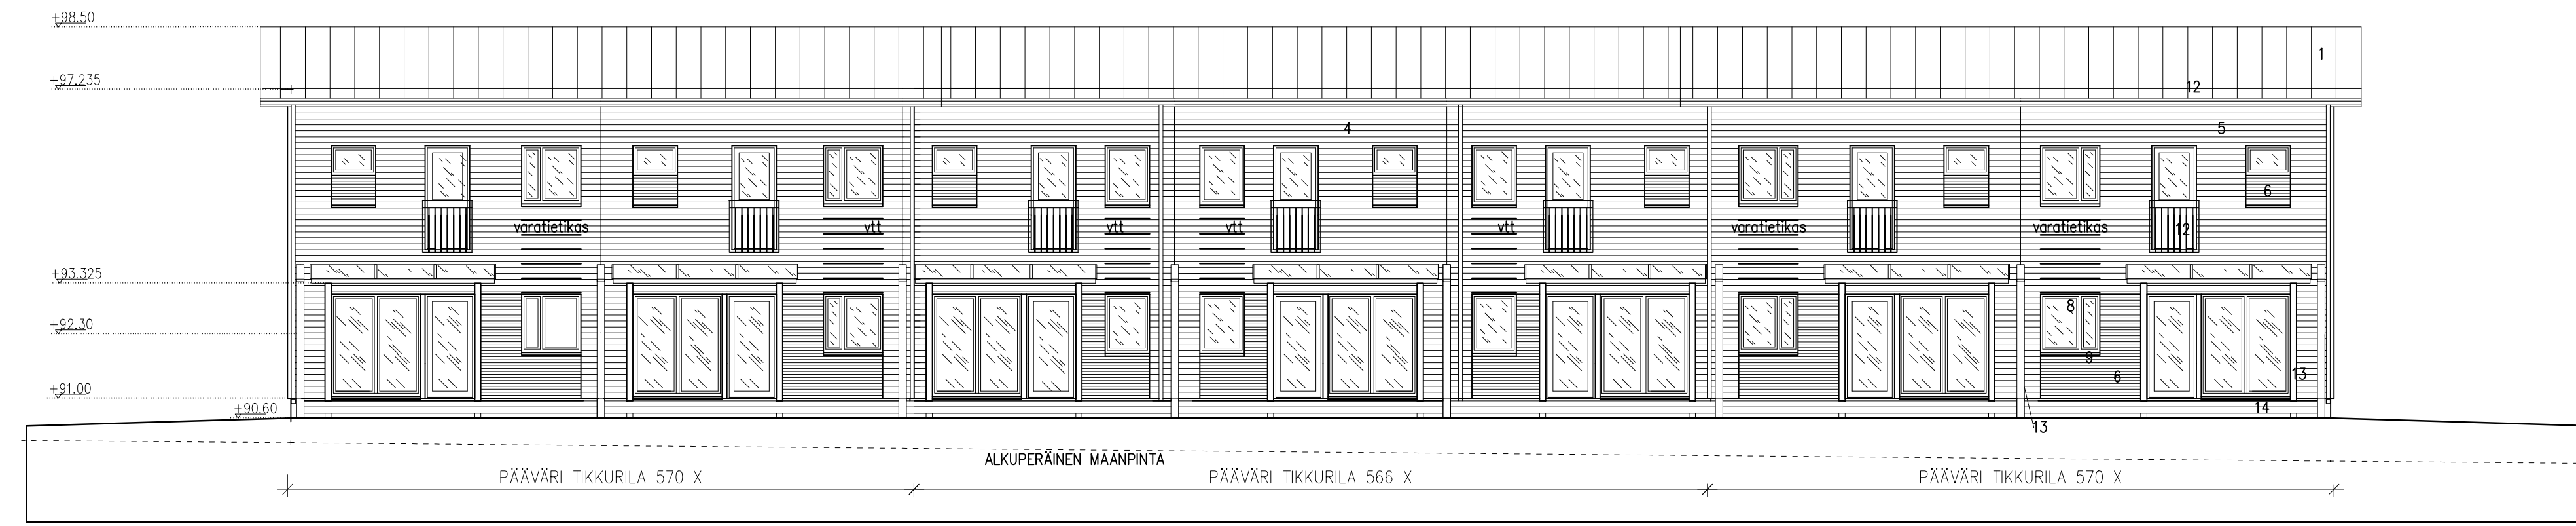 +98.50
1
+97.235
12
4
5
6
varatietikas
vtt
vtt
vtt
vtt
varatietikas
varatietikas
12
+93.325
8
+92.30
9
6
13
+91.00
14
+90.60
13
ALKUPERÄINEN MAANPINTA
PÄÄVÄRI TIKKURILA 570 X
PÄÄVÄRI TIKKURILA 566 X
PÄÄVÄRI TIKKURILA 570 X